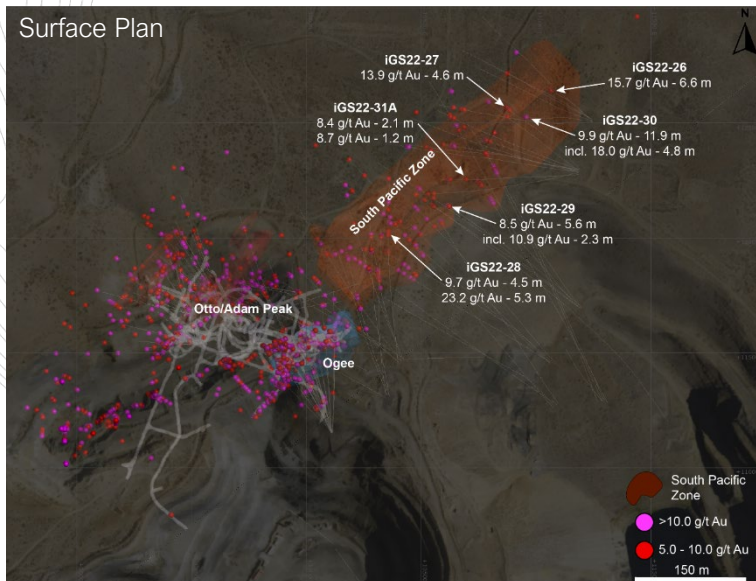 Surface Plan
N
iGS22-27
13.9 g/t Au - 4.6 m
iGS22-26
15.7 g/t Au - 6.6 m
iGS22-31A
8.4 g/t Au - 2.1 m
8.7 g/t Au - 1.2 m
iGS22-30
9.9 g/t Au - 11.9 m
incl. 18.0 g/t Au - 4.8 m
South Pacific Zone
iGS22-29
8.5 g/t Au - 5.6 m
incl. 10.9 g/t Au - 2.3 m
iGS22-28
9.7 g/t Au - 4.5 m
23.2 g/t Au - 5.3 m
Otto/Adam Peak
Ogee
South Pacific
Zone
>10.0 g/t Au
5.0 - 10.0 g/t Au
150 m